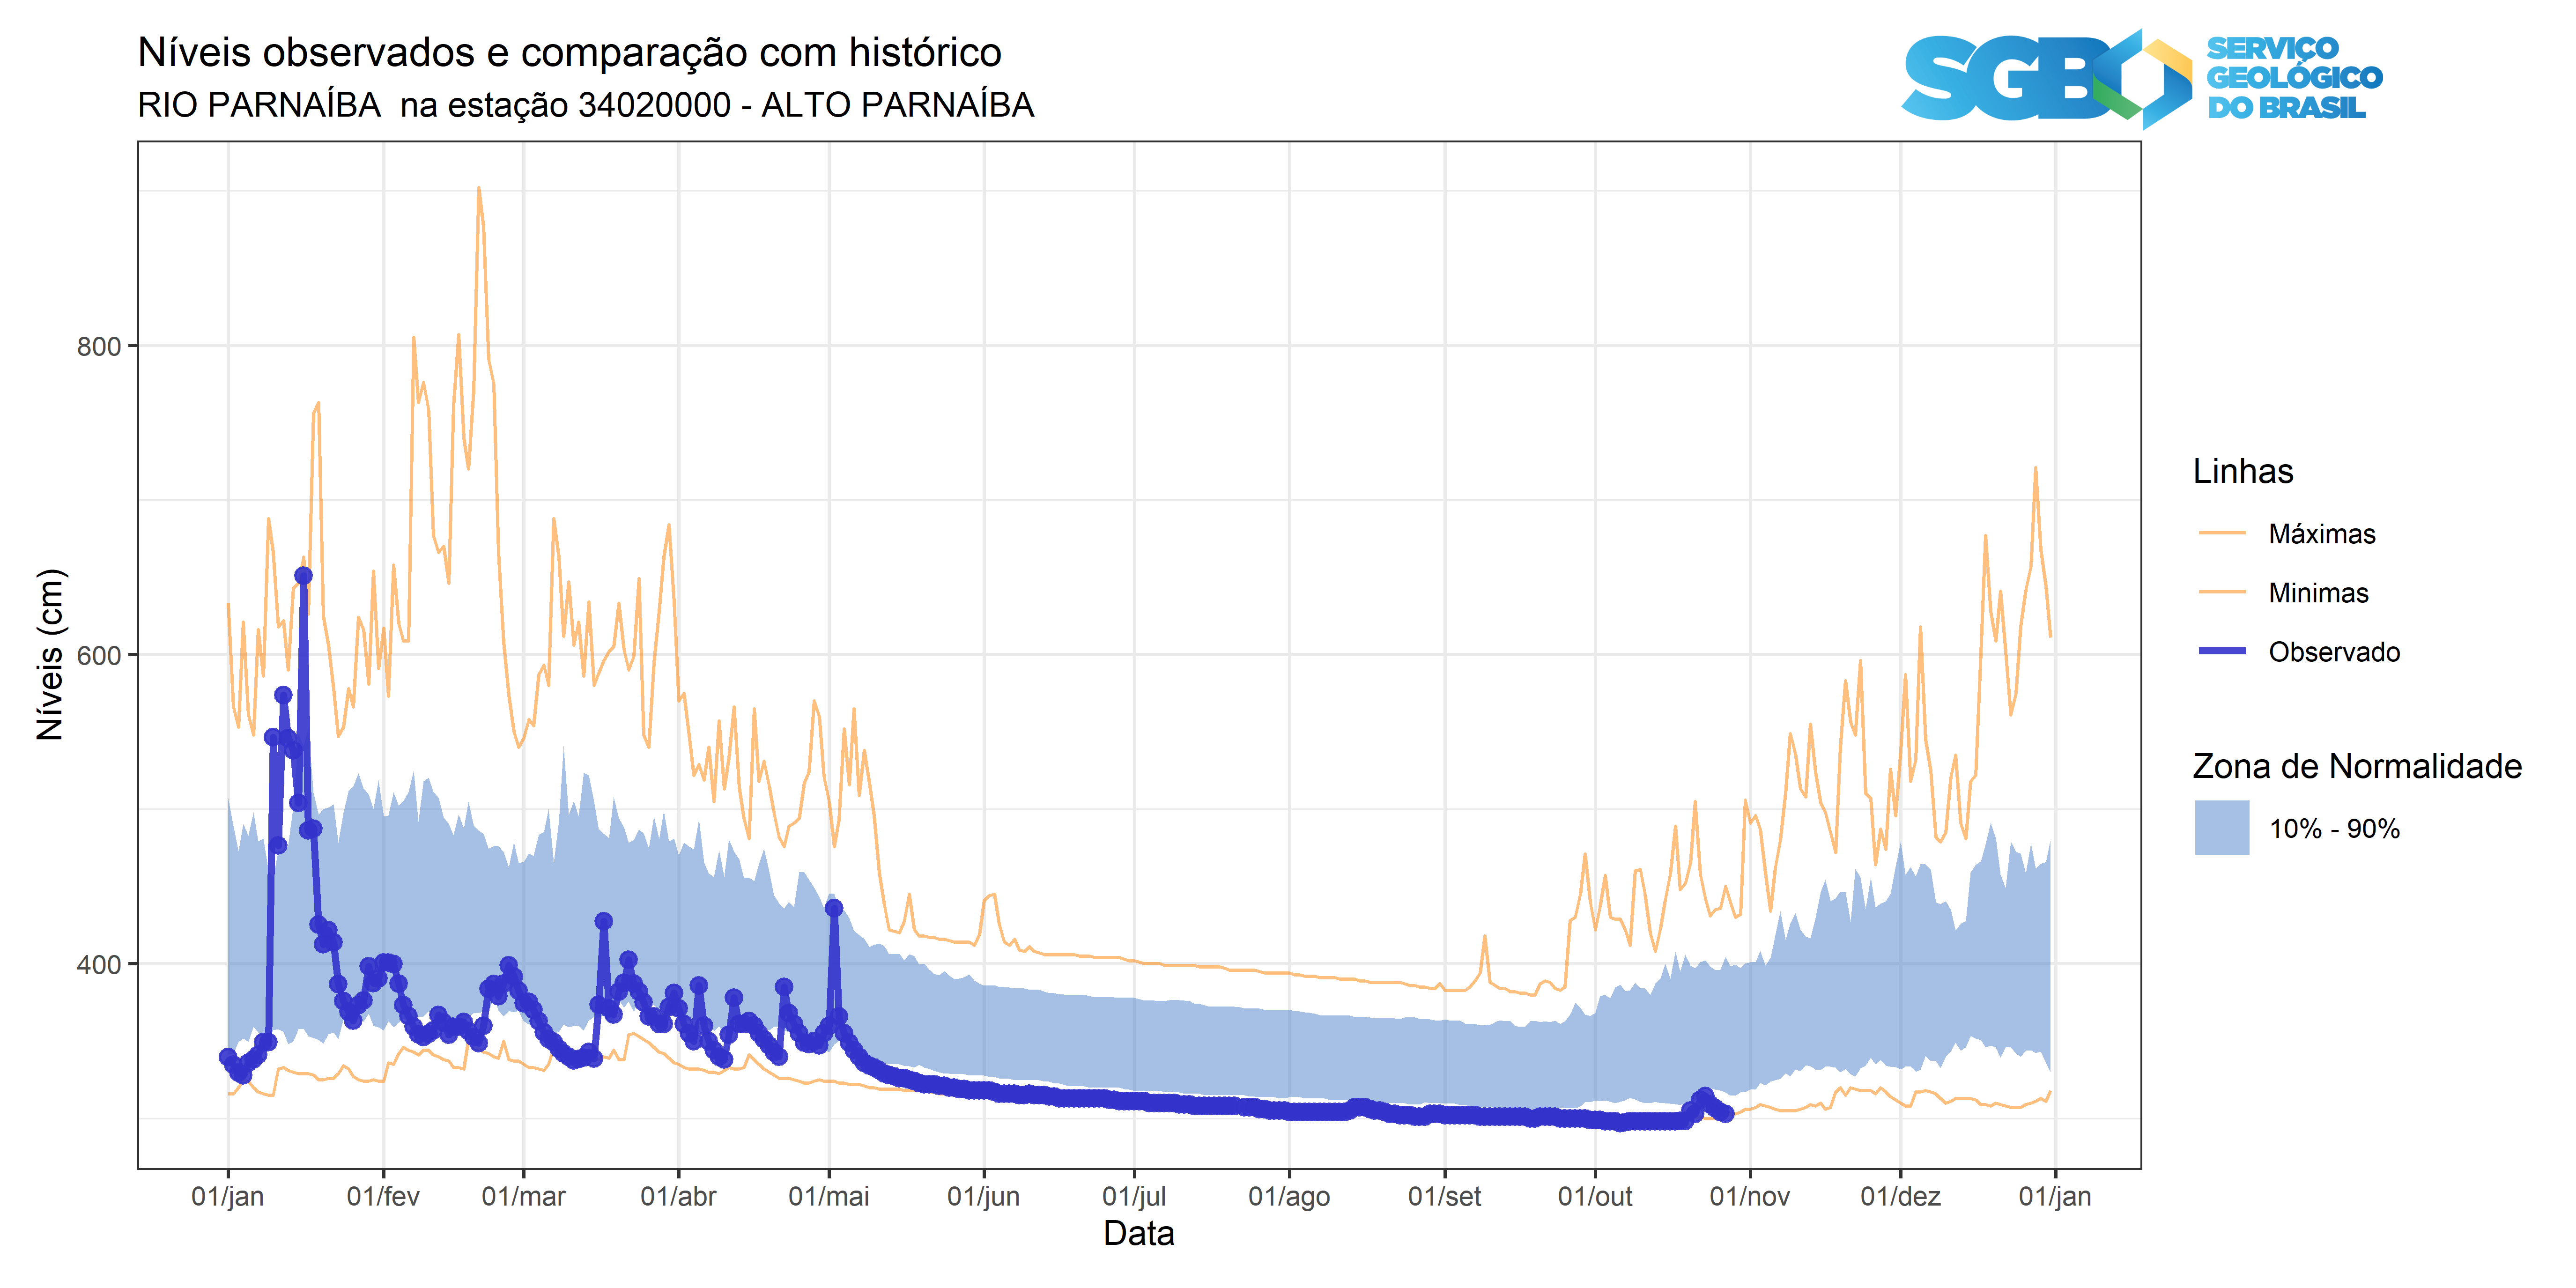 Níveis observados e comparação com histórico
RIO PARNAÍBA  na estação 34020000 - ALTO PARNAÍBA
SGB
SERVIÇO
GEOLÓGICO
DO BRASIL
Níveis (cm)
800
600
400
01/jan
01/fev
01/mar
01/abr
01/mai
01/jun
01/jul
01/ago
01/set
01/out
01/nov
01/dez
01/jan
Data
Linhas
Máximas
Minimas
Observado
Zona de Normalidade
10% - 90%